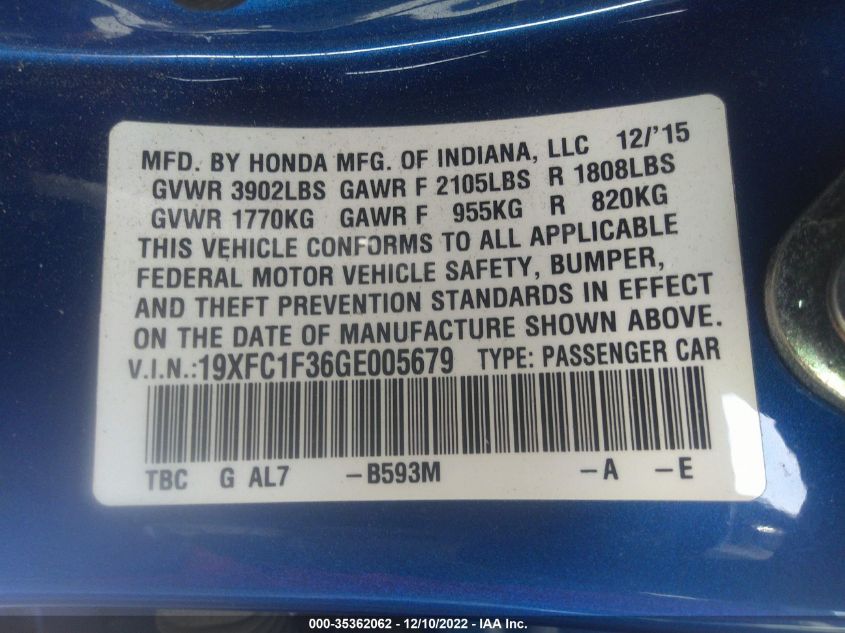 MFD. BY HONDA MFG. OF INDIANA, LLC 12/'15
GVWR 3902LBS GAWR F 2105LBS R 1808LBS
GVWR 1770KG GAWR F 955KG R 820KG
THIS VEHICLE CONFORMS TO ALL APPLICABLE
FEDERAL MOTOR VEHICLE SAFETY, BUMPER,
AND THEFT PREVENTION STANDARDS IN EFFECT
ON THE DATE OF MANUFACTURE SHOWN ABOVE.
V.I.N.:19XFC1F36GE005679 TYPE: PASSENGER CAR
TBC G AL7 -B593M -A -E
000-35362062 - 12/10/2022 - IAA Inc.